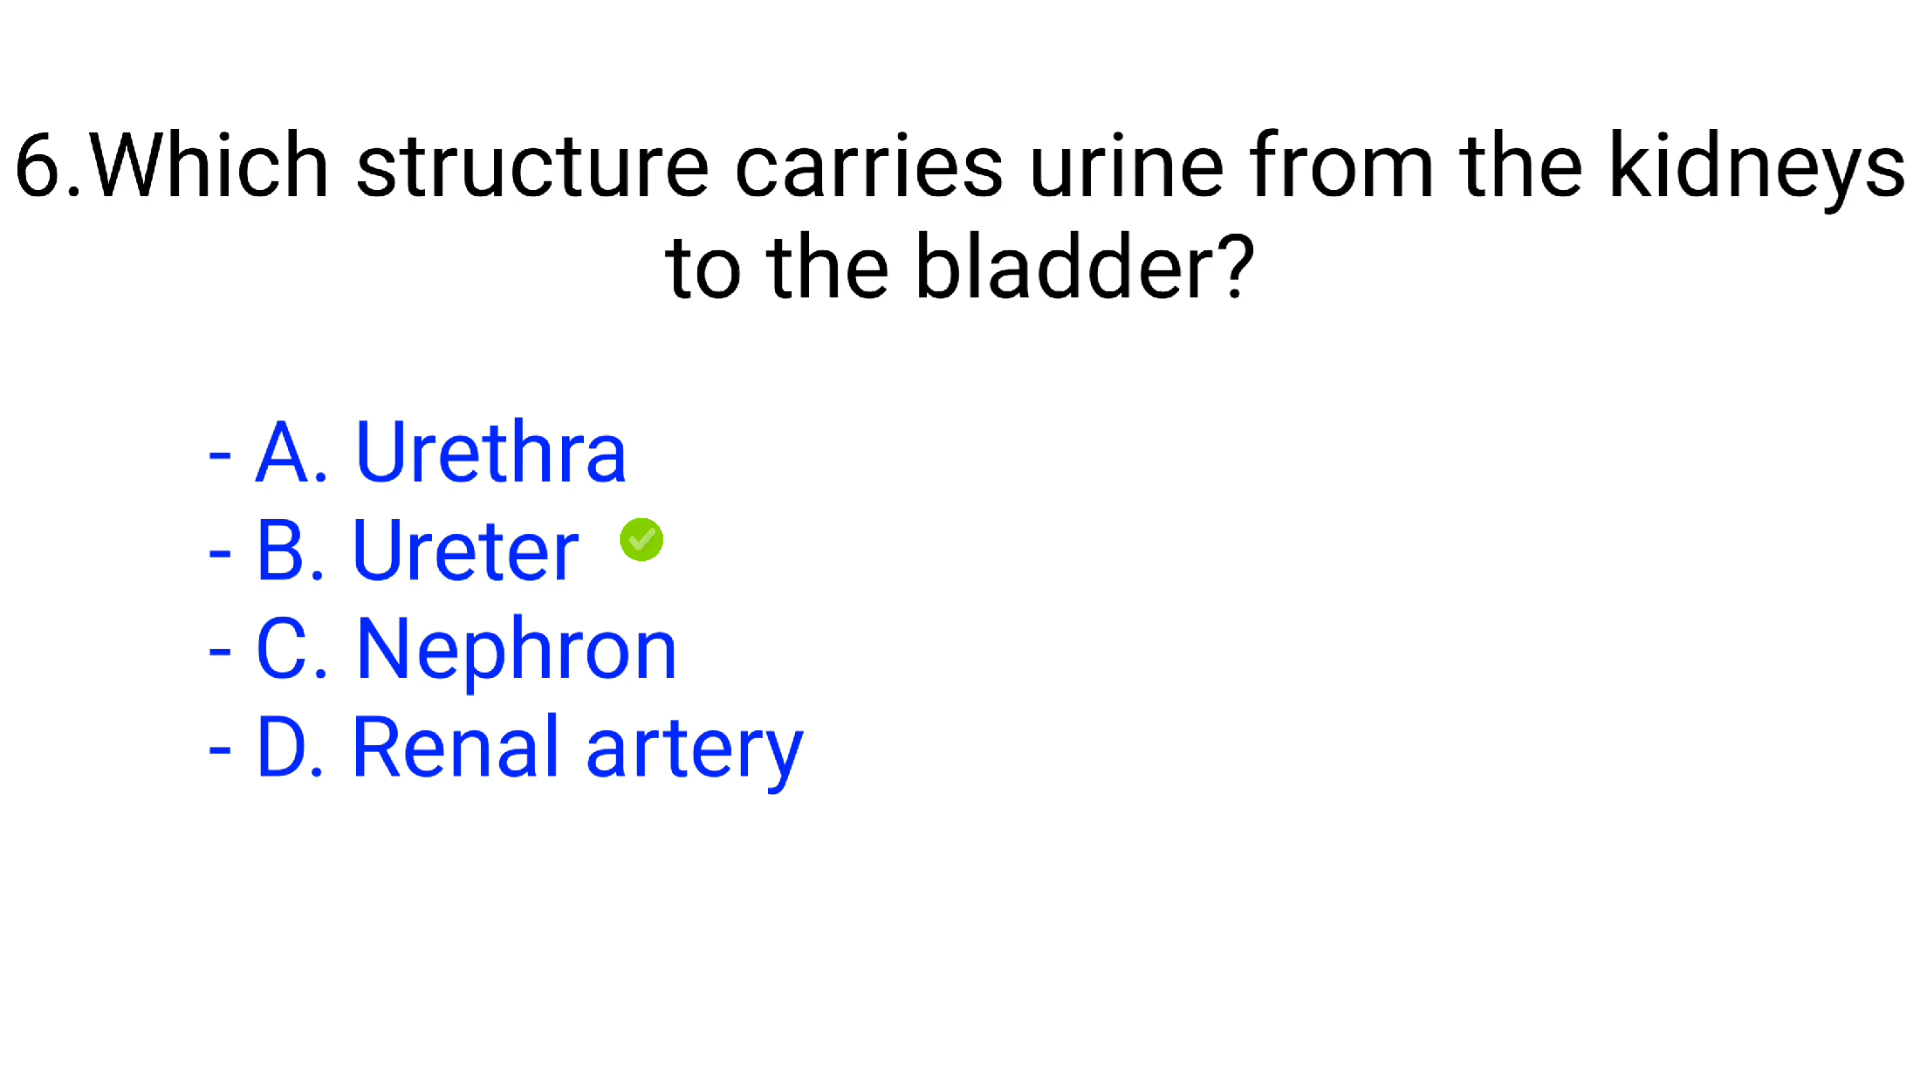 6.Which structure carries urine from the kidneys
to the bladder?
- A. Urethra
- B. Ureter
- C. Nephron
- D. Renal artery